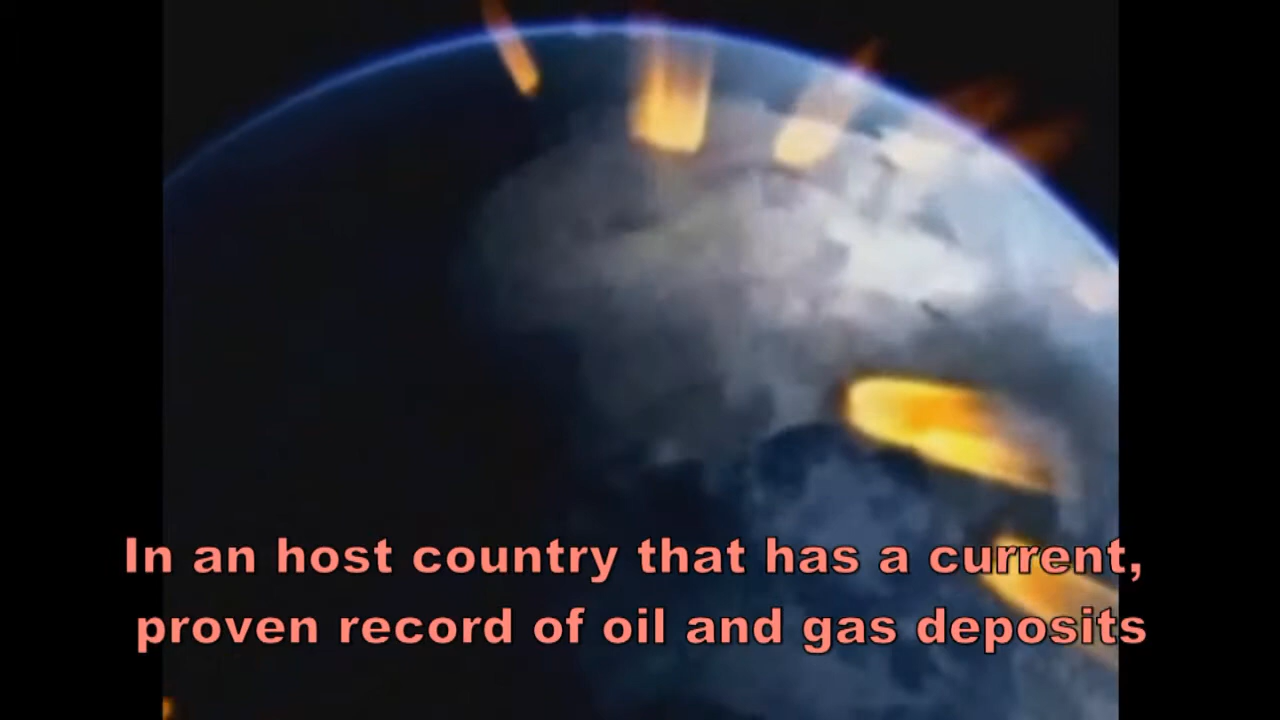 In an host country that has a current,
proven record of oil and gas deposits